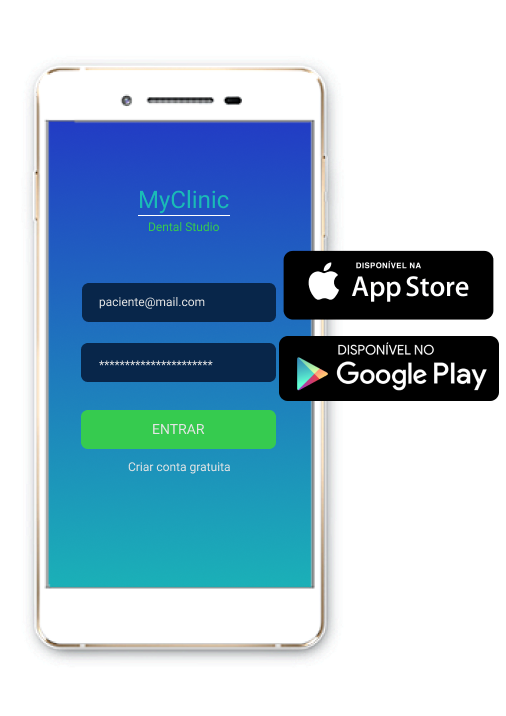 MyClinic
Dental Studio
paciente@mail.com
**********************
ENTRAR
Criar conta gratuita
DISPONÍVEL NA
App Store
DISPONÍVEL NO
Google Play